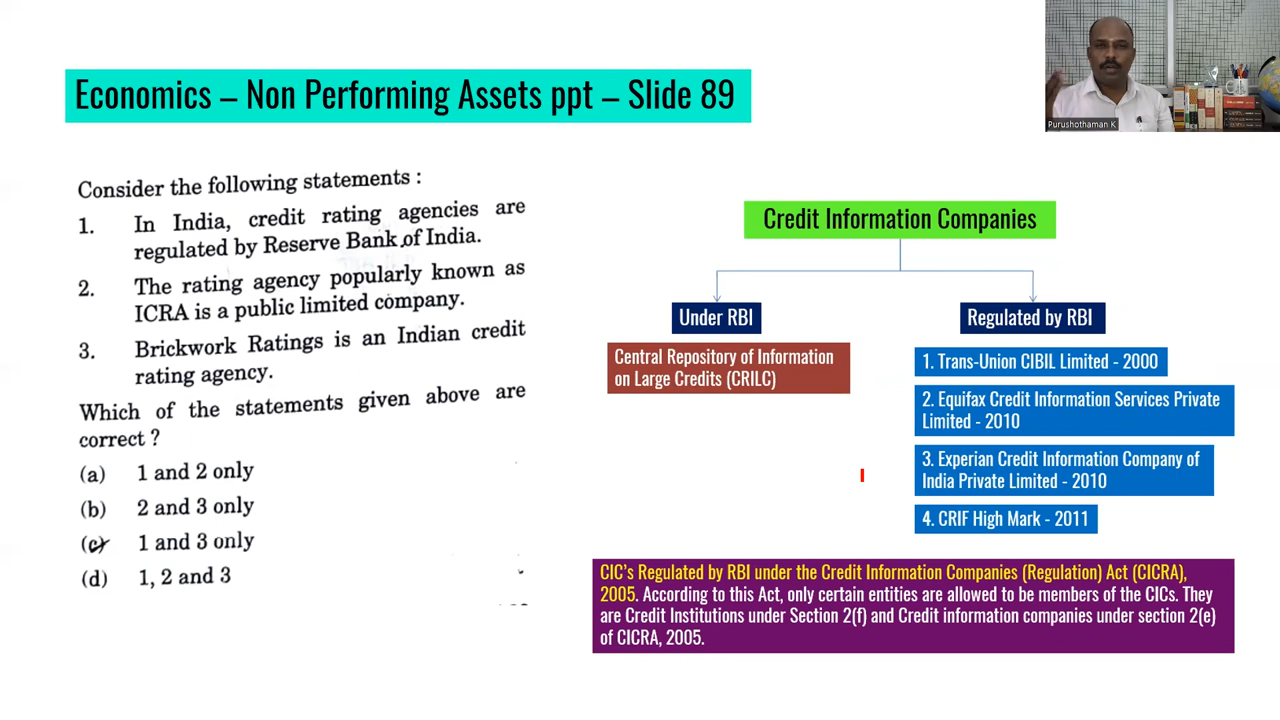 Economics – Non Performing Assets ppt – Slide 89
Purushothaman K
Consider the following statements :
1. In India, credit rating agencies are
regulated by Reserve Bank of India.
2. The rating agency popularly known as
ICRA is a public limited company.
3. Brickwork Ratings is an Indian credit
rating agency.
Which of the statements given above are
correct ?
(a) 1 and 2 only
(b) 2 and 3 only
(c) 1 and 3 only
(d) 1, 2 and 3
Credit Information Companies
Under RBI
Central Repository of Information
on Large Credits (CRILC)
Regulated by RBI
1. Trans-Union CIBIL Limited - 2000
2. Equifax Credit Information Services Private
Limited - 2010
3. Experian Credit Information Company of
India Private Limited - 2010
4. CRIF High Mark - 2011
CIC's Regulated by RBI under the Credit Information Companies (Regulation) Act (CICRA),
2005. According to this Act, only certain entities are allowed to be members of the CICs. They
are Credit Institutions under Section 2(f) and Credit information companies under section 2(e)
of CICRA, 2005.